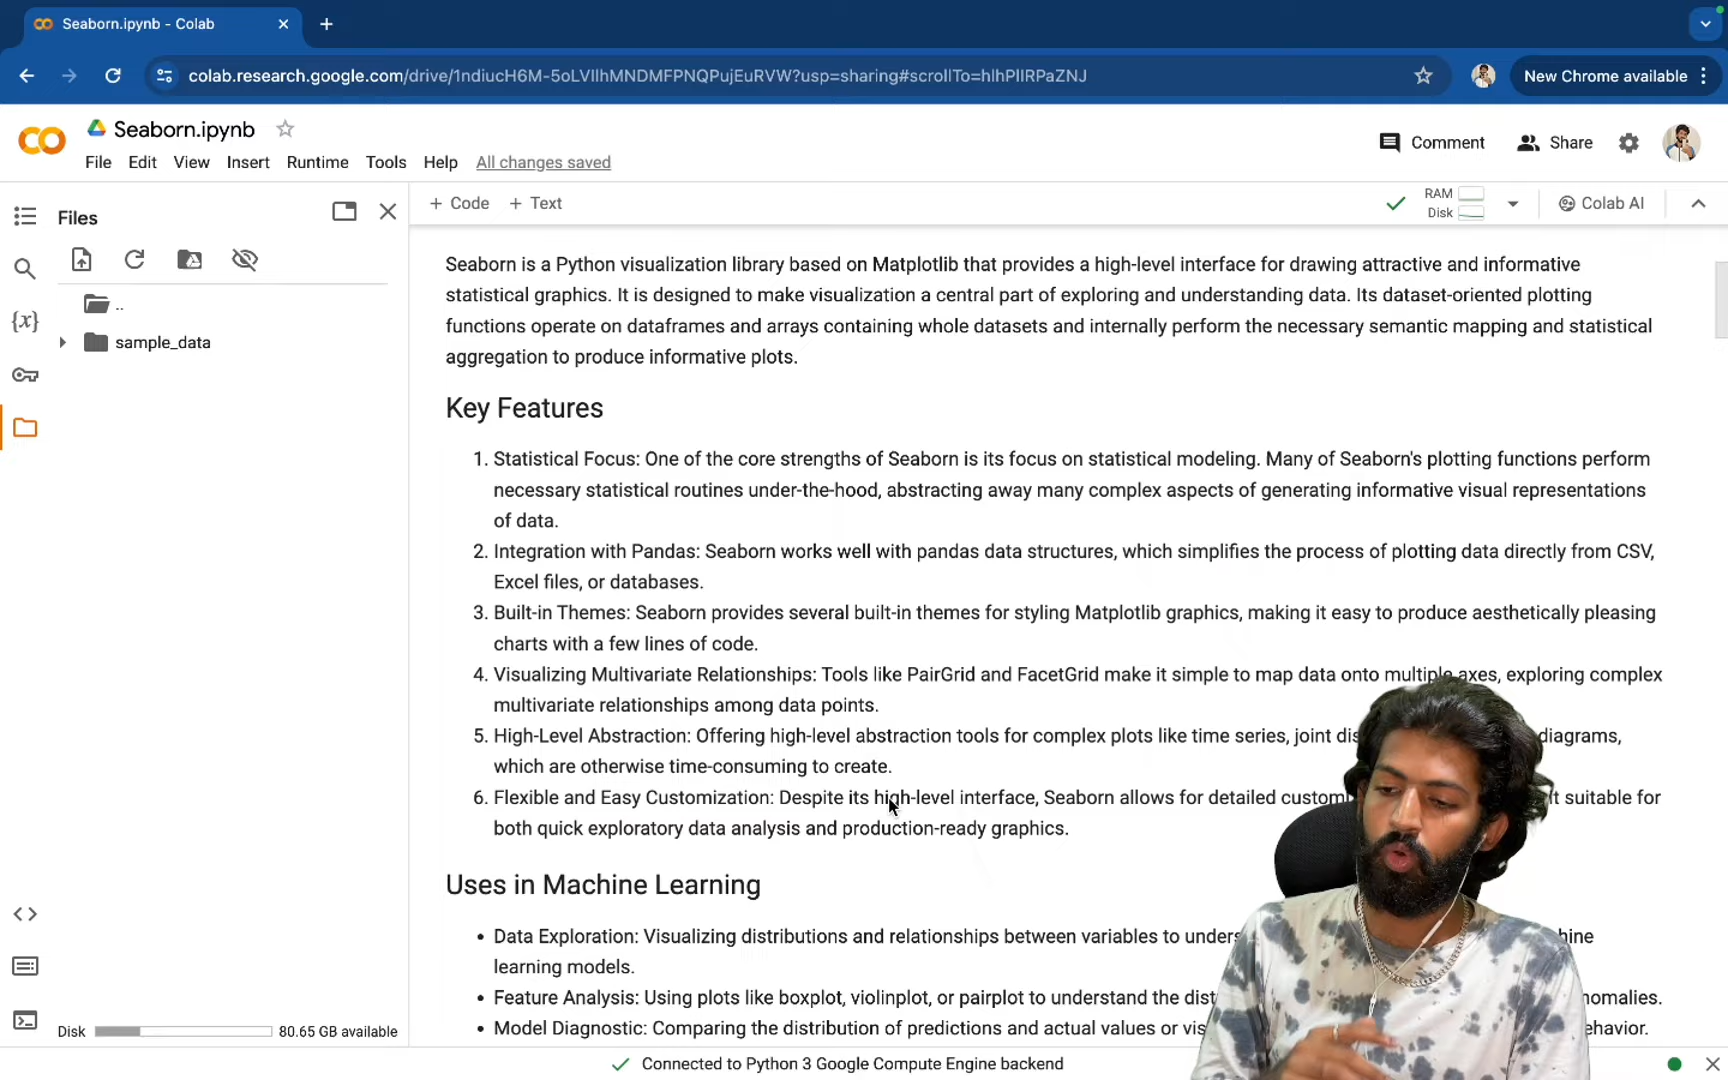 Seaborn.ipynb - Colab
colab.research.google.com/drive/1ndiucH6M-5oLVIlhMNDMFPNQPujEuRVW?usp=sharing#scrollTo=hlhPlIRPaZNJ
New Chrome available
Seaborn.ipynb
Comment
Share
File Edit View Insert Runtime Tools Help All changes saved
Files
+ Code + Text
RAM
Disk
Colab AI
..
sample_data
Seaborn is a Python visualization library based on Matplotlib that provides a high-level interface for drawing attractive and informative
statistical graphics. It is designed to make visualization a central part of exploring and understanding data. Its dataset-oriented plotting
functions operate on dataframes and arrays containing whole datasets and internally perform the necessary semantic mapping and statistical
aggregation to produce informative plots.
Key Features
1. Statistical Focus: One of the core strengths of Seaborn is its focus on statistical modeling. Many of Seaborn's plotting functions perform
necessary statistical routines under-the-hood, abstracting away many complex aspects of generating informative visual representations
of data.
2. Integration with Pandas: Seaborn works well with pandas data structures, which simplifies the process of plotting data directly from CSV,
Excel files, or databases.
3. Built-in Themes: Seaborn provides several built-in themes for styling Matplotlib graphics, making it easy to produce aesthetically pleasing
charts with a few lines of code.
4. Visualizing Multivariate Relationships: Tools like PairGrid and FacetGrid make it simple to map data onto multiple axes, exploring complex
multivariate relationships among data points.
5. High-Level Abstraction: Offering high-level abstraction tools for complex plots like time series, joint diagrams,
which are otherwise time-consuming to create.
6. Flexible and Easy Customization: Despite its high-level interface, Seaborn allows for detailed suitable for
both quick exploratory data analysis and production-ready graphics.
Uses in Machine Learning
• Data Exploration: Visualizing distributions and relationships between variables to
learning models.
• Feature Analysis: Using plots like boxplot, violinplot, or pairplot to understand the
• Model Diagnostic: Comparing the distribution of predictions and actual values or
Disk 80.65 GB available
Connected to Python 3 Google Compute Engine backend